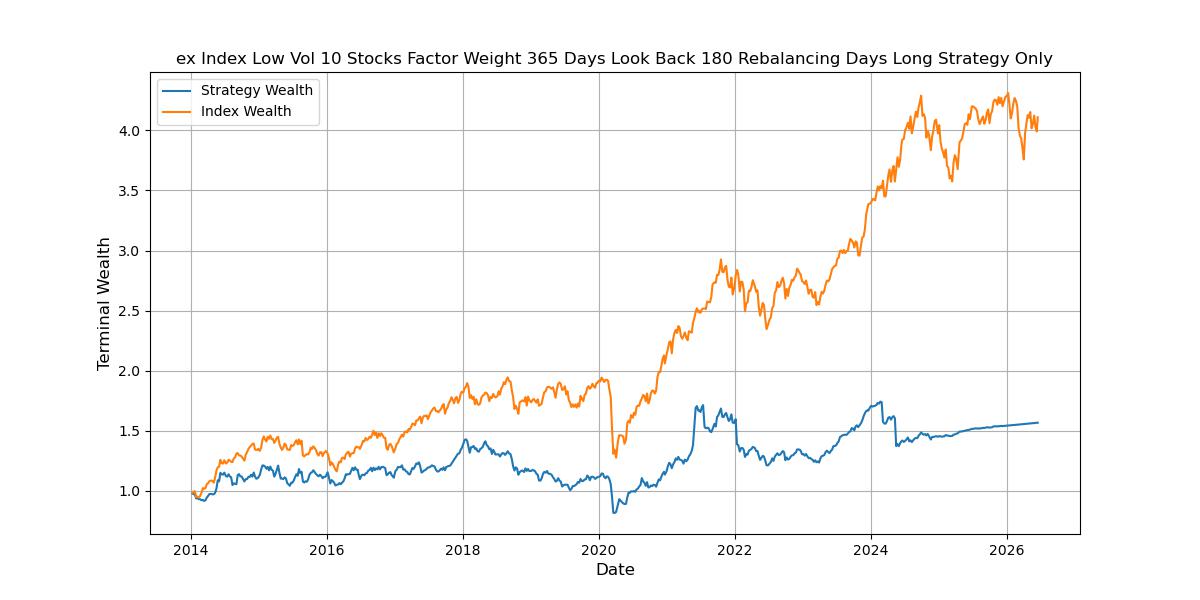 ex Index Low Vol 10 Stocks Factor Weight 365 Days Look Back 180 Rebalancing Days Long Strategy Only
Strategy Wealth
Index Wealth
Terminal Wealth
4.0
3.5
3.0
2.5
2.0
1.5
1.0
2014 2016 2018 2020 2022 2024 2026
Date